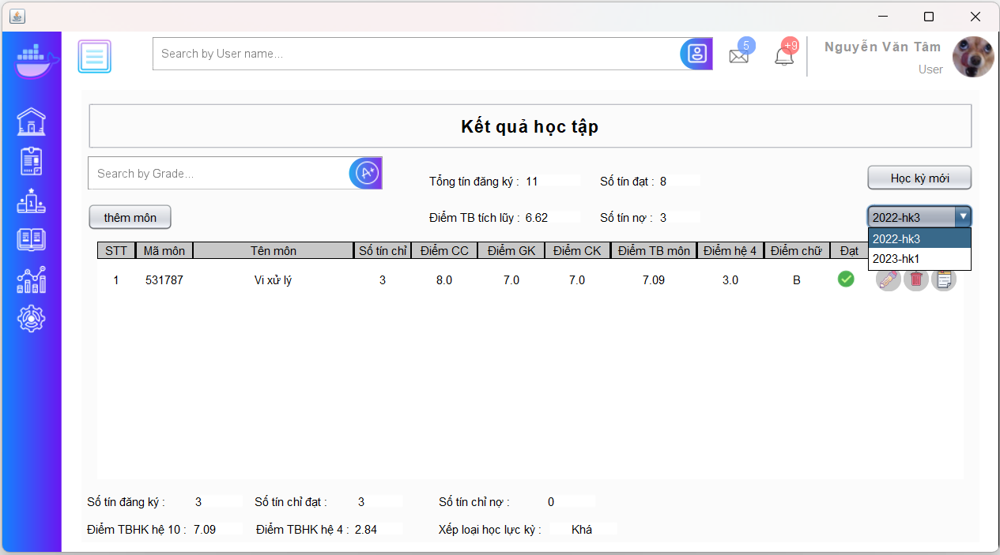 Search by User name...
5
+9
Nguyễn Văn Tâm
User
Kết quả học tập
Search by Grade...
A+
Tổng tín đăng ký : 11
Số tín đạt : 8
Học kỳ mới
thêm môn
Điểm TB tích lũy : 6.62
Số tín nợ : 3
2022-hk3
2022-hk3
2023-hk1
STT Mã môn Tên môn Số tín chỉ Điểm CC Điểm GK Điểm CK Điểm TB môn Điểm hệ 4 Điểm chữ Đạt
1 531787 Vi xử lý 3 8.0 7.0 7.0 7.09 3.0 B
Số tín đăng ký : 3 Số tín chỉ đạt : 3 Số tín chỉ nợ : 0
Điểm TBHK hệ 10 : 7.09 Điểm TBHK hệ 4 : 2.84 Xếp loại học lực kỳ : Khá